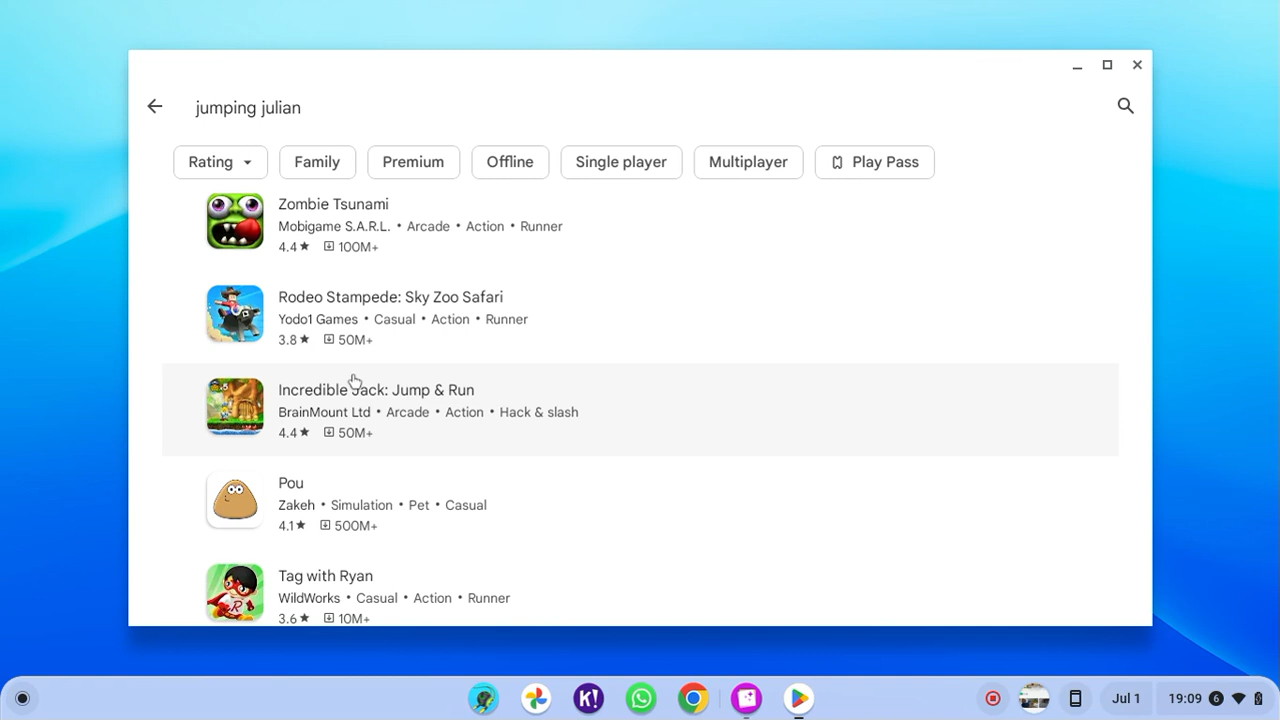 jumping julian
Rating Family Premium Offline Single player Multiplayer Play Pass
Zombie Tsunami
Mobigame S.A.R.L. • Arcade • Action • Runner
4.4★ 100M+
Rodeo Stampede: Sky Zoo Safari
Yodo1 Games • Casual • Action • Runner
3.8★ 50M+
Incredible Jack: Jump & Run
BrainMount Ltd • Arcade • Action • Hack & slash
4.4★ 50M+
Pou
Zakeh • Simulation • Pet • Casual
4.1★ 500M+
Tag with Ryan
WildWorks • Casual • Action • Runner
3.6★ 10M+
K! Jul 1 19:09 6